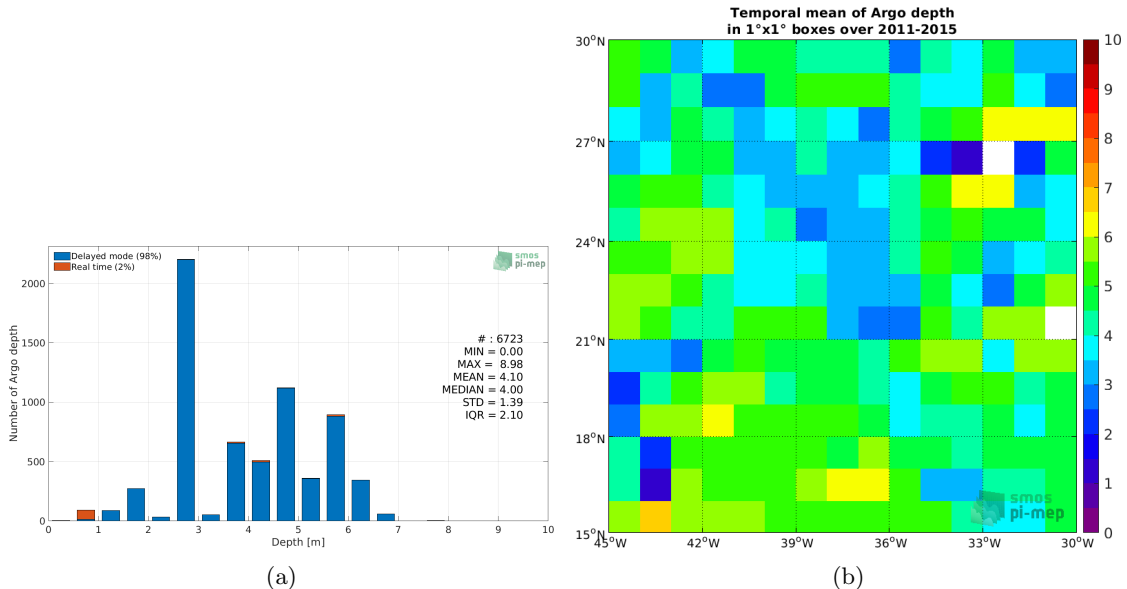 Temporal mean of Argo depth
in 1°x1° boxes over 2011-2015
Delayed mode (98%)
Real time (2%)
smos
pi-mep
# : 6723
MIN = 0.00
MAX = 8.98
MEAN = 4.10
MEDIAN = 4.00
STD = 1.39
IQR = 2.10
Number of Argo depth
2000
1500
1000
500
0
0 1 2 3 4 5 6 7 8 9 10
Depth [m]
(a)
30°N
27°N
24°N
21°N
18°N
15°N
45°W 42°W 39°W 36°W 33°W 30°W
smos
pi-mep
10
9
8
7
6
5
4
3
2
1
0
(b)